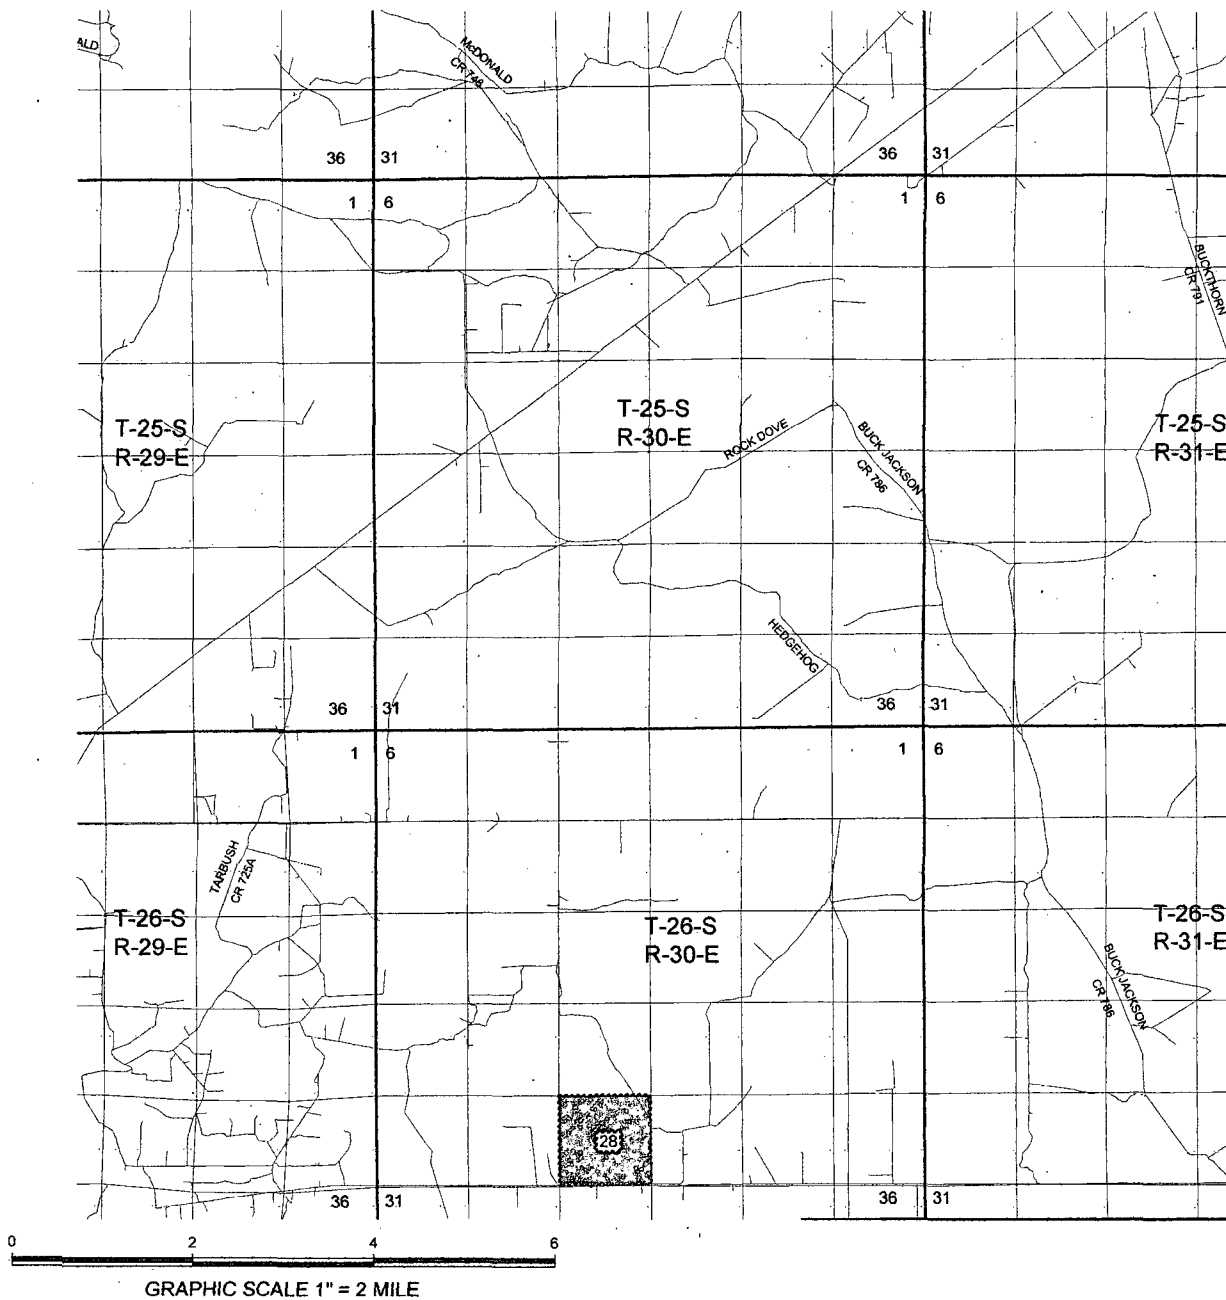 ALD
McDONALD
CR 748
36 31
36 31
1 6
1 6
BUCKTHORN
CR 791
T-25-S
R-29-E
T-25-S
R-30-E
ROCK DOVE
BUCK JACKSON
CR 786
T-25-S
R-31-E
HEDGEHOG
36 31
36 31
1 6
1 6
TARBUSH
CR 725A
T-26-S
R-29-E
T-26-S
R-30-E
T-26-S
R-31-E
BUCK JACKSON
CR 786
28
36 31
36 31
0 2 4 6
GRAPHIC SCALE 1" = 2 MILE